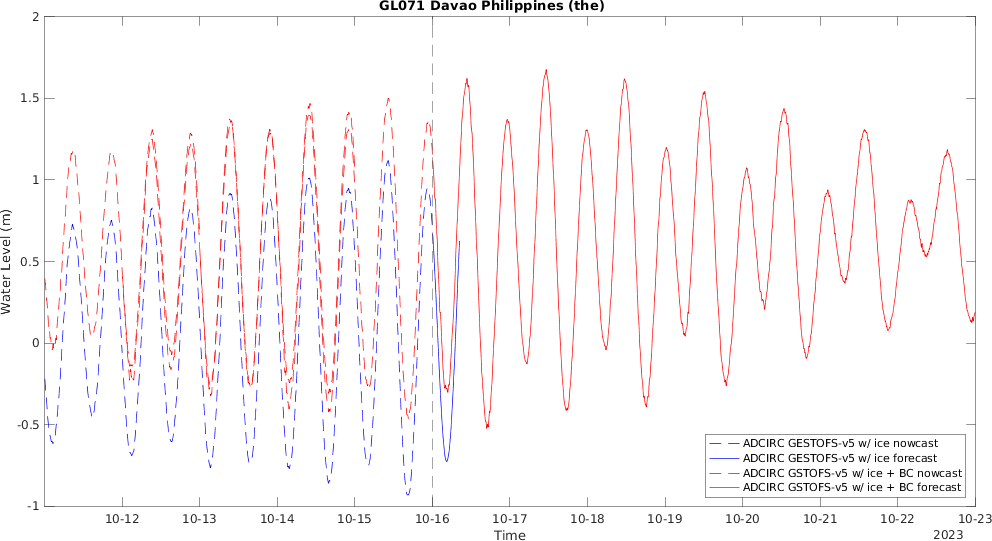 GL071 Davao Philippines (the)
2
1.5
1
0.5
0
-0.5
-1
Water Level (m)
ADCIRC GESTOFS-v5 w/ ice nowcast
ADCIRC GESTOFS-v5 w/ ice forecast
ADCIRC GSTOFS-v5 w/ ice + BC nowcast
ADCIRC GSTOFS-v5 w/ ice + BC forecast
10-12 10-13 10-14 10-15 10-16 10-17 10-18 10-19 10-20 10-21 10-22 10-23
Time
2023